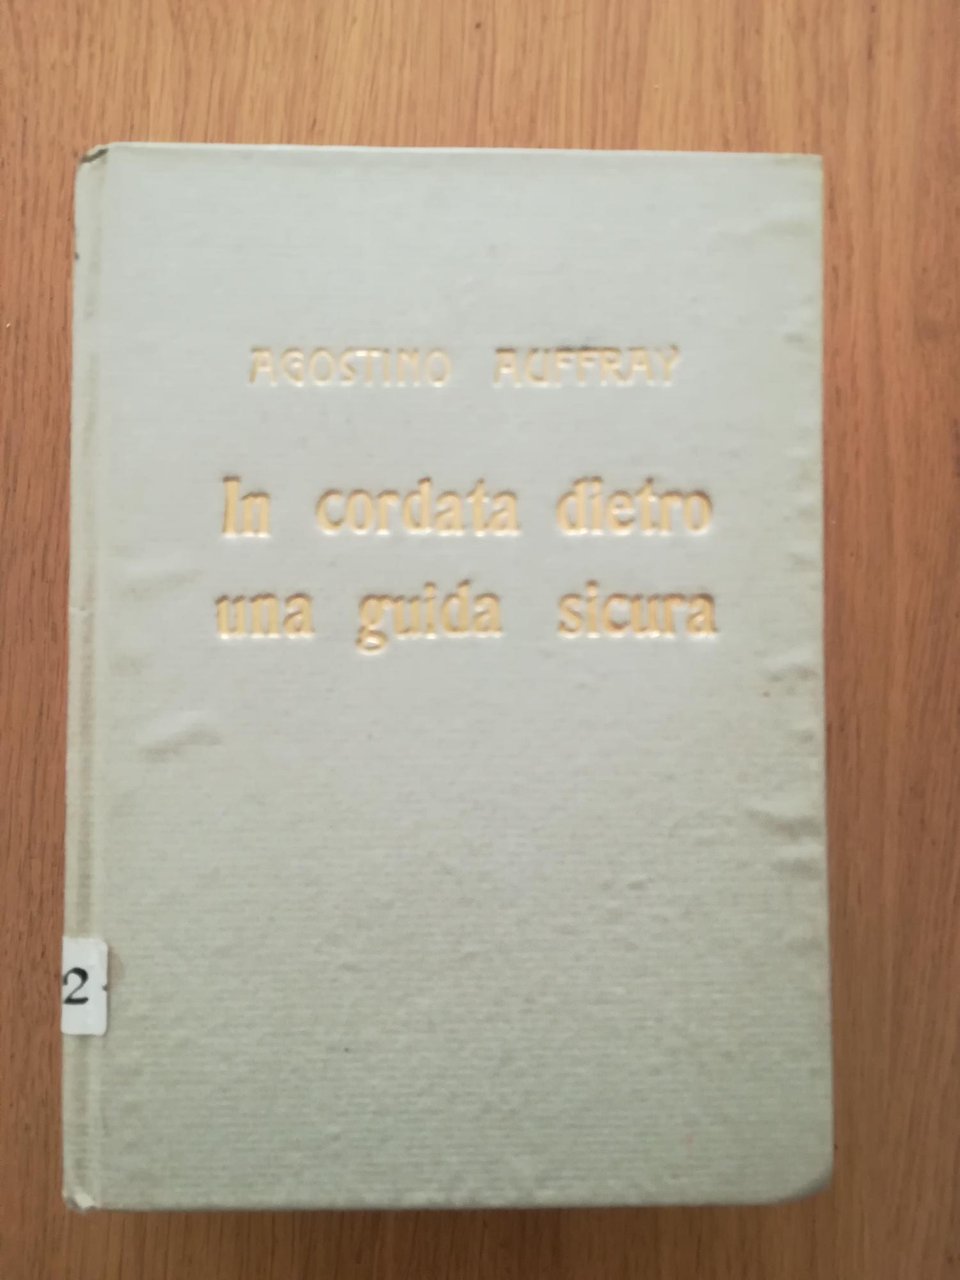 AGOSTINO AUFFRAY
In cordata dietro
una guida sicura
2